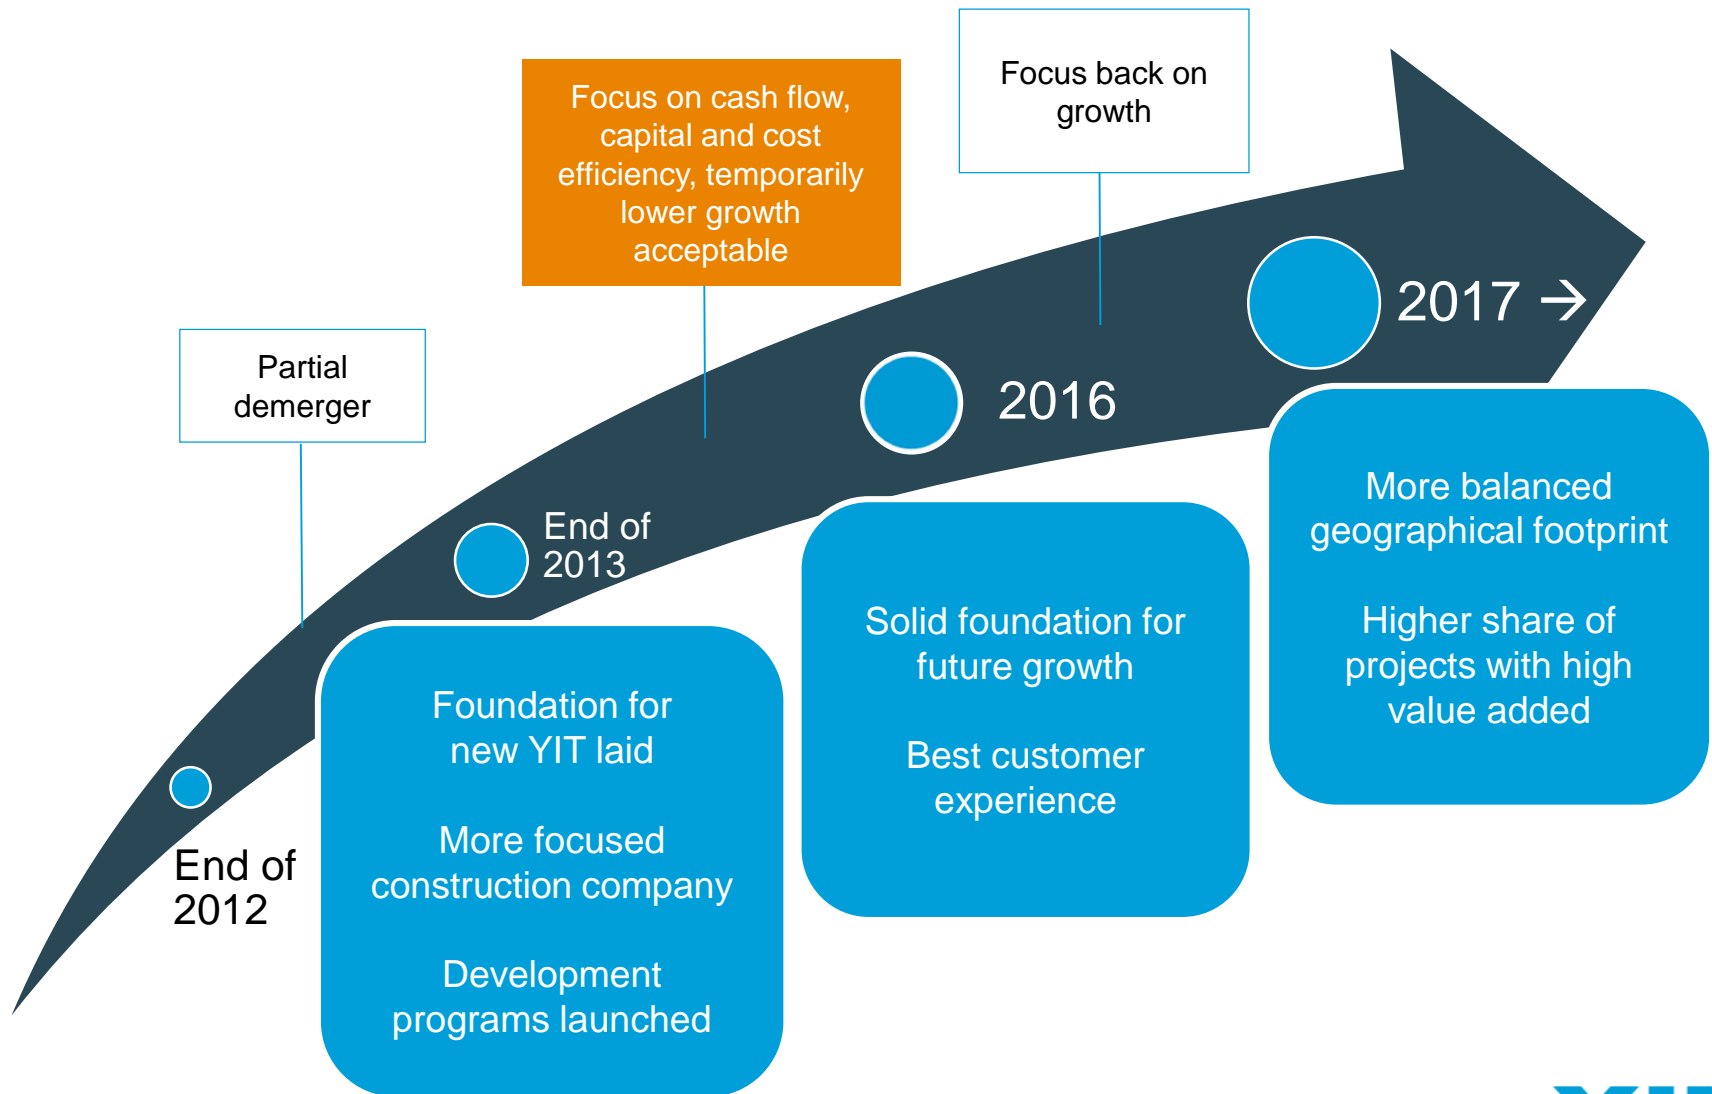 Focus back on
growth
Focus on cash flow,
capital and cost
efficiency, temporarily
lower growth
acceptable
Partial
demerger
2017 →
2016
End of
2013
End of
2012
Foundation for
new YIT laid
More focused
construction company
Development
programs launched
Solid foundation for
future growth
Best customer
experience
More balanced
geographical footprint
Higher share of
projects with high
value added